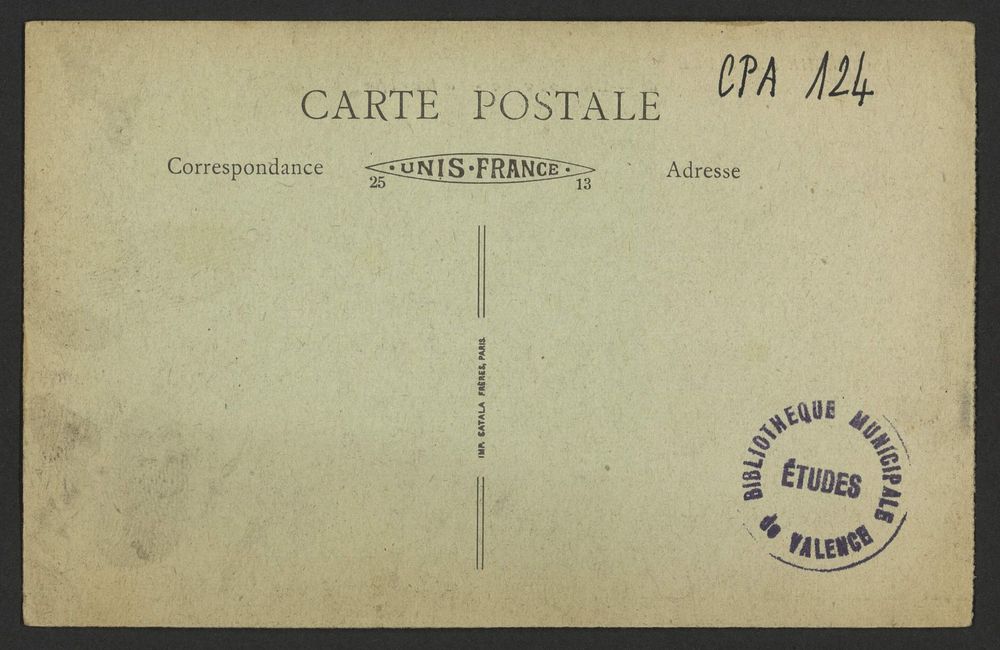 CPA 124
CARTE POSTALE
Correspondance
·UNIS·FRANCE·
25 13
Adresse
IMP. CATALA FRÈRES, PARIS.
BIBLIOTHEQUE MUNICIPALE
ÉTUDES
de VALENCE